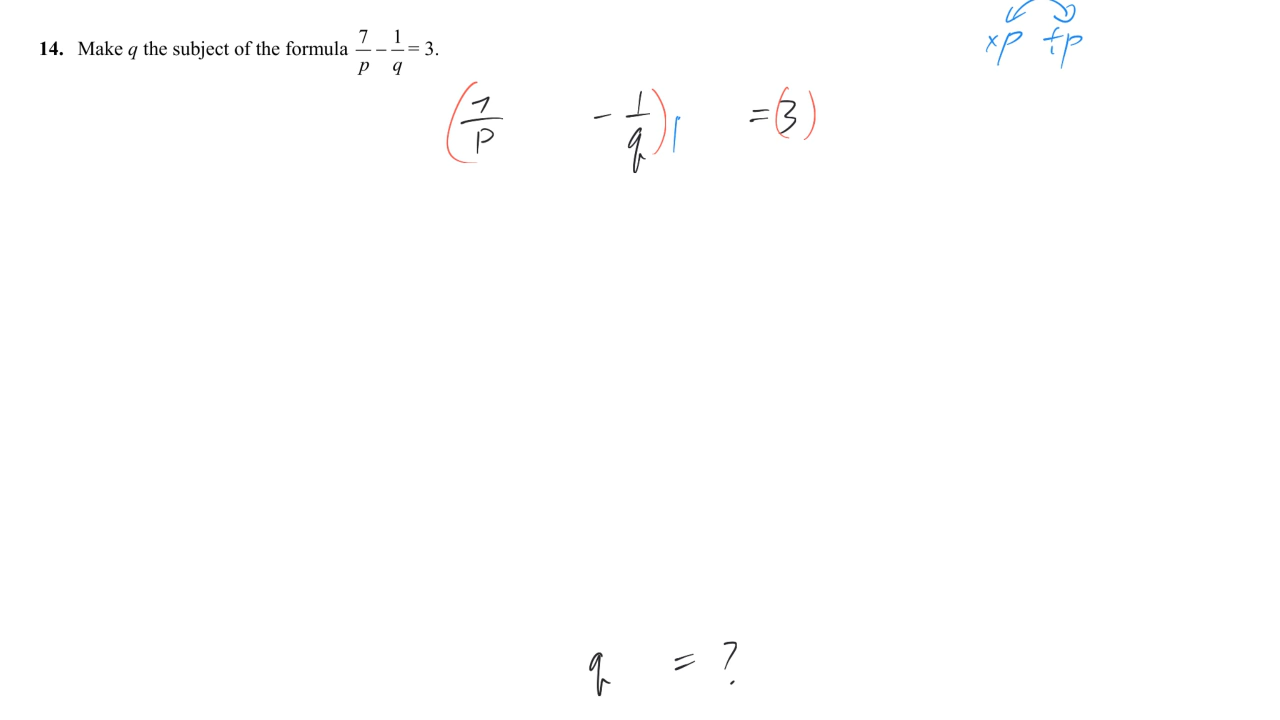 14. Make q the subject of the formula 7/p − 1/q = 3.
×p ÷p
(7/p − 1/q) = (3)
q = ?